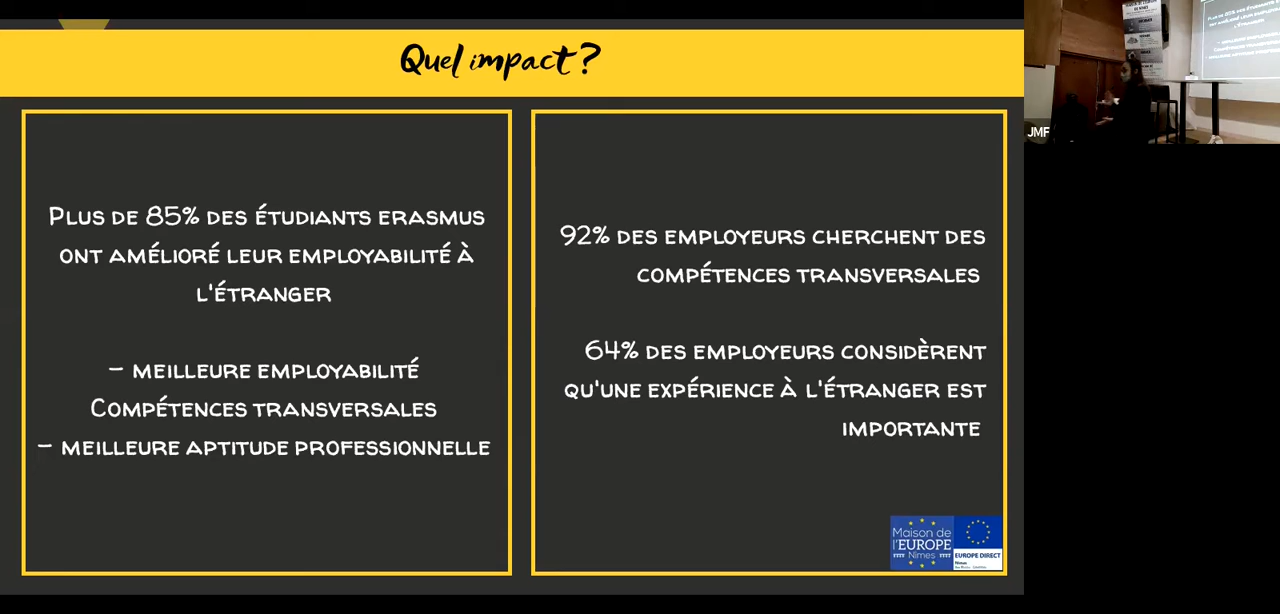 Quel impact?
PLUS DE 85% DES ÉTUDIANTS ERASMUS
ONT AMÉLIORÉ LEUR EMPLOYABILITÉ À
L'ÉTRANGER
- MEILLEURE EMPLOYABILITÉ
COMPÉTENCES TRANSVERSALES
- MEILLEURE APTITUDE PROFESSIONNELLE
92% DES EMPLOYEURS CHERCHENT DES
COMPÉTENCES TRANSVERSALES
64% DES EMPLOYEURS CONSIDÈRENT
QU'UNE EXPÉRIENCE À L'ÉTRANGER EST
IMPORTANTE
Maison de
l'EUROPE
Nîmes
EUROPE DIRECT
Nîmes
JMF